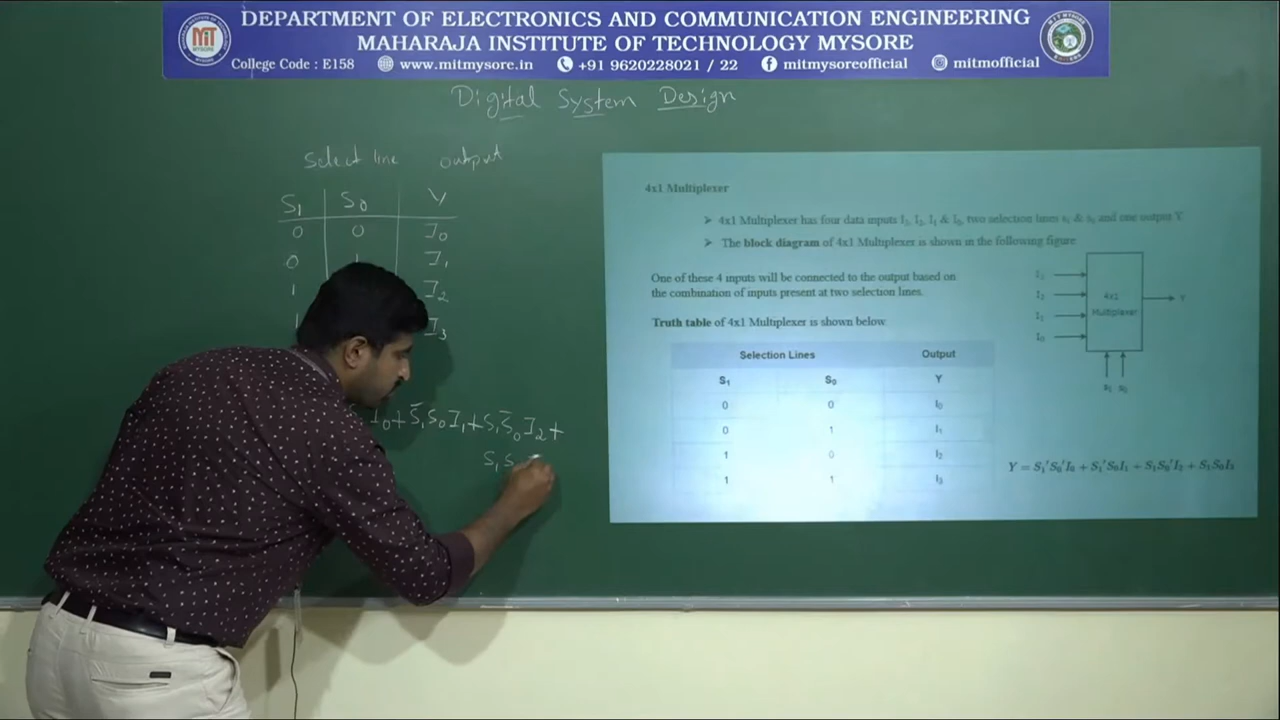 DEPARTMENT OF ELECTRONICS AND COMMUNICATION ENGINEERING
MAHARAJA INSTITUTE OF TECHNOLOGY MYSORE
College Code : E158 www.mitmysore.in +91 9620228021 / 22 mitmysoreofficial mitmofficial
MIT
MYSORE
Digital System Design
Select line output
S₁ S₀ Y
0 0 I₀
0 I₁
1 I₂
I₃
I₀+S̄₁S₀I₁+S₁S̄₀I₂+
S₁S
4x1 Multiplexer
➢ 4x1 Multiplexer has four data inputs I₃, I₂, I₁ & I₀, two selection lines s₁ & s₀ and one output Y.
➢ The block diagram of 4x1 Multiplexer is shown in the following figure
One of these 4 inputs will be connected to the output based on
the combination of inputs present at two selection lines.
Truth table of 4x1 Multiplexer is shown below
Selection Lines Output
S₁ S₀ Y
0 0 I₀
0 1 I₁
1 0 I₂
1 1 I₃
I₃
I₂
I₁
I₀
4x1
Multiplexer
Y
s₁ s₀
Y = S₁′S₀′I₀ + S₁′S₀I₁ + S₁S₀′I₂ + S₁S₀I₃